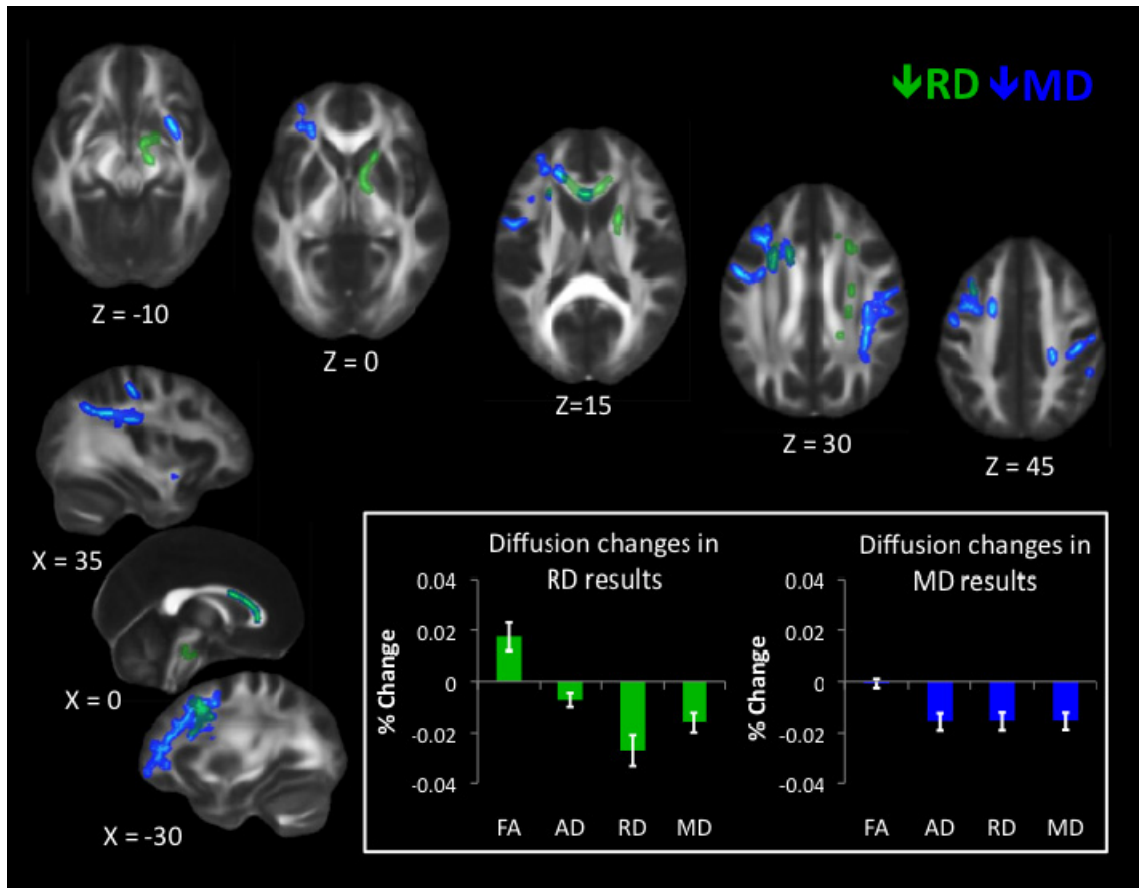 ↓RD ↓MD
Z = -10
Z = 0
Z=15
Z = 30
Z = 45
X = 35
X = 0
X = -30
Diffusion changes in
RD results
% Change
0.04
0.02
0
-0.02
-0.04
FA AD RD MD
Diffusion changes in
MD results
% Change
0.04
0.02
0
-0.02
-0.04
FA AD RD MD